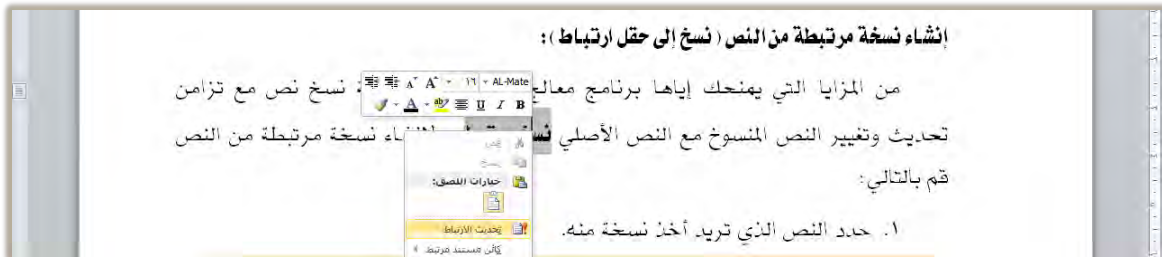 إنشاء نسخة مرتبطة من النص ( نسخ إلى حقل ارتباط ):
من المزايا التي يمنحك إياها برنامج نسخ نص مع تزامن
AL-Mate ١٦
B I U ab A
تحديث وتغيير النص المنسوخ مع النص الأصلي نسخة مرتبطة من النص
قص
قم بالتالي:
نسخ
خيارات اللصق:
١. حدد النص الذي تريد أخذ نسخة منه.
تحديث الارتباط
كائن مستند مرتبط